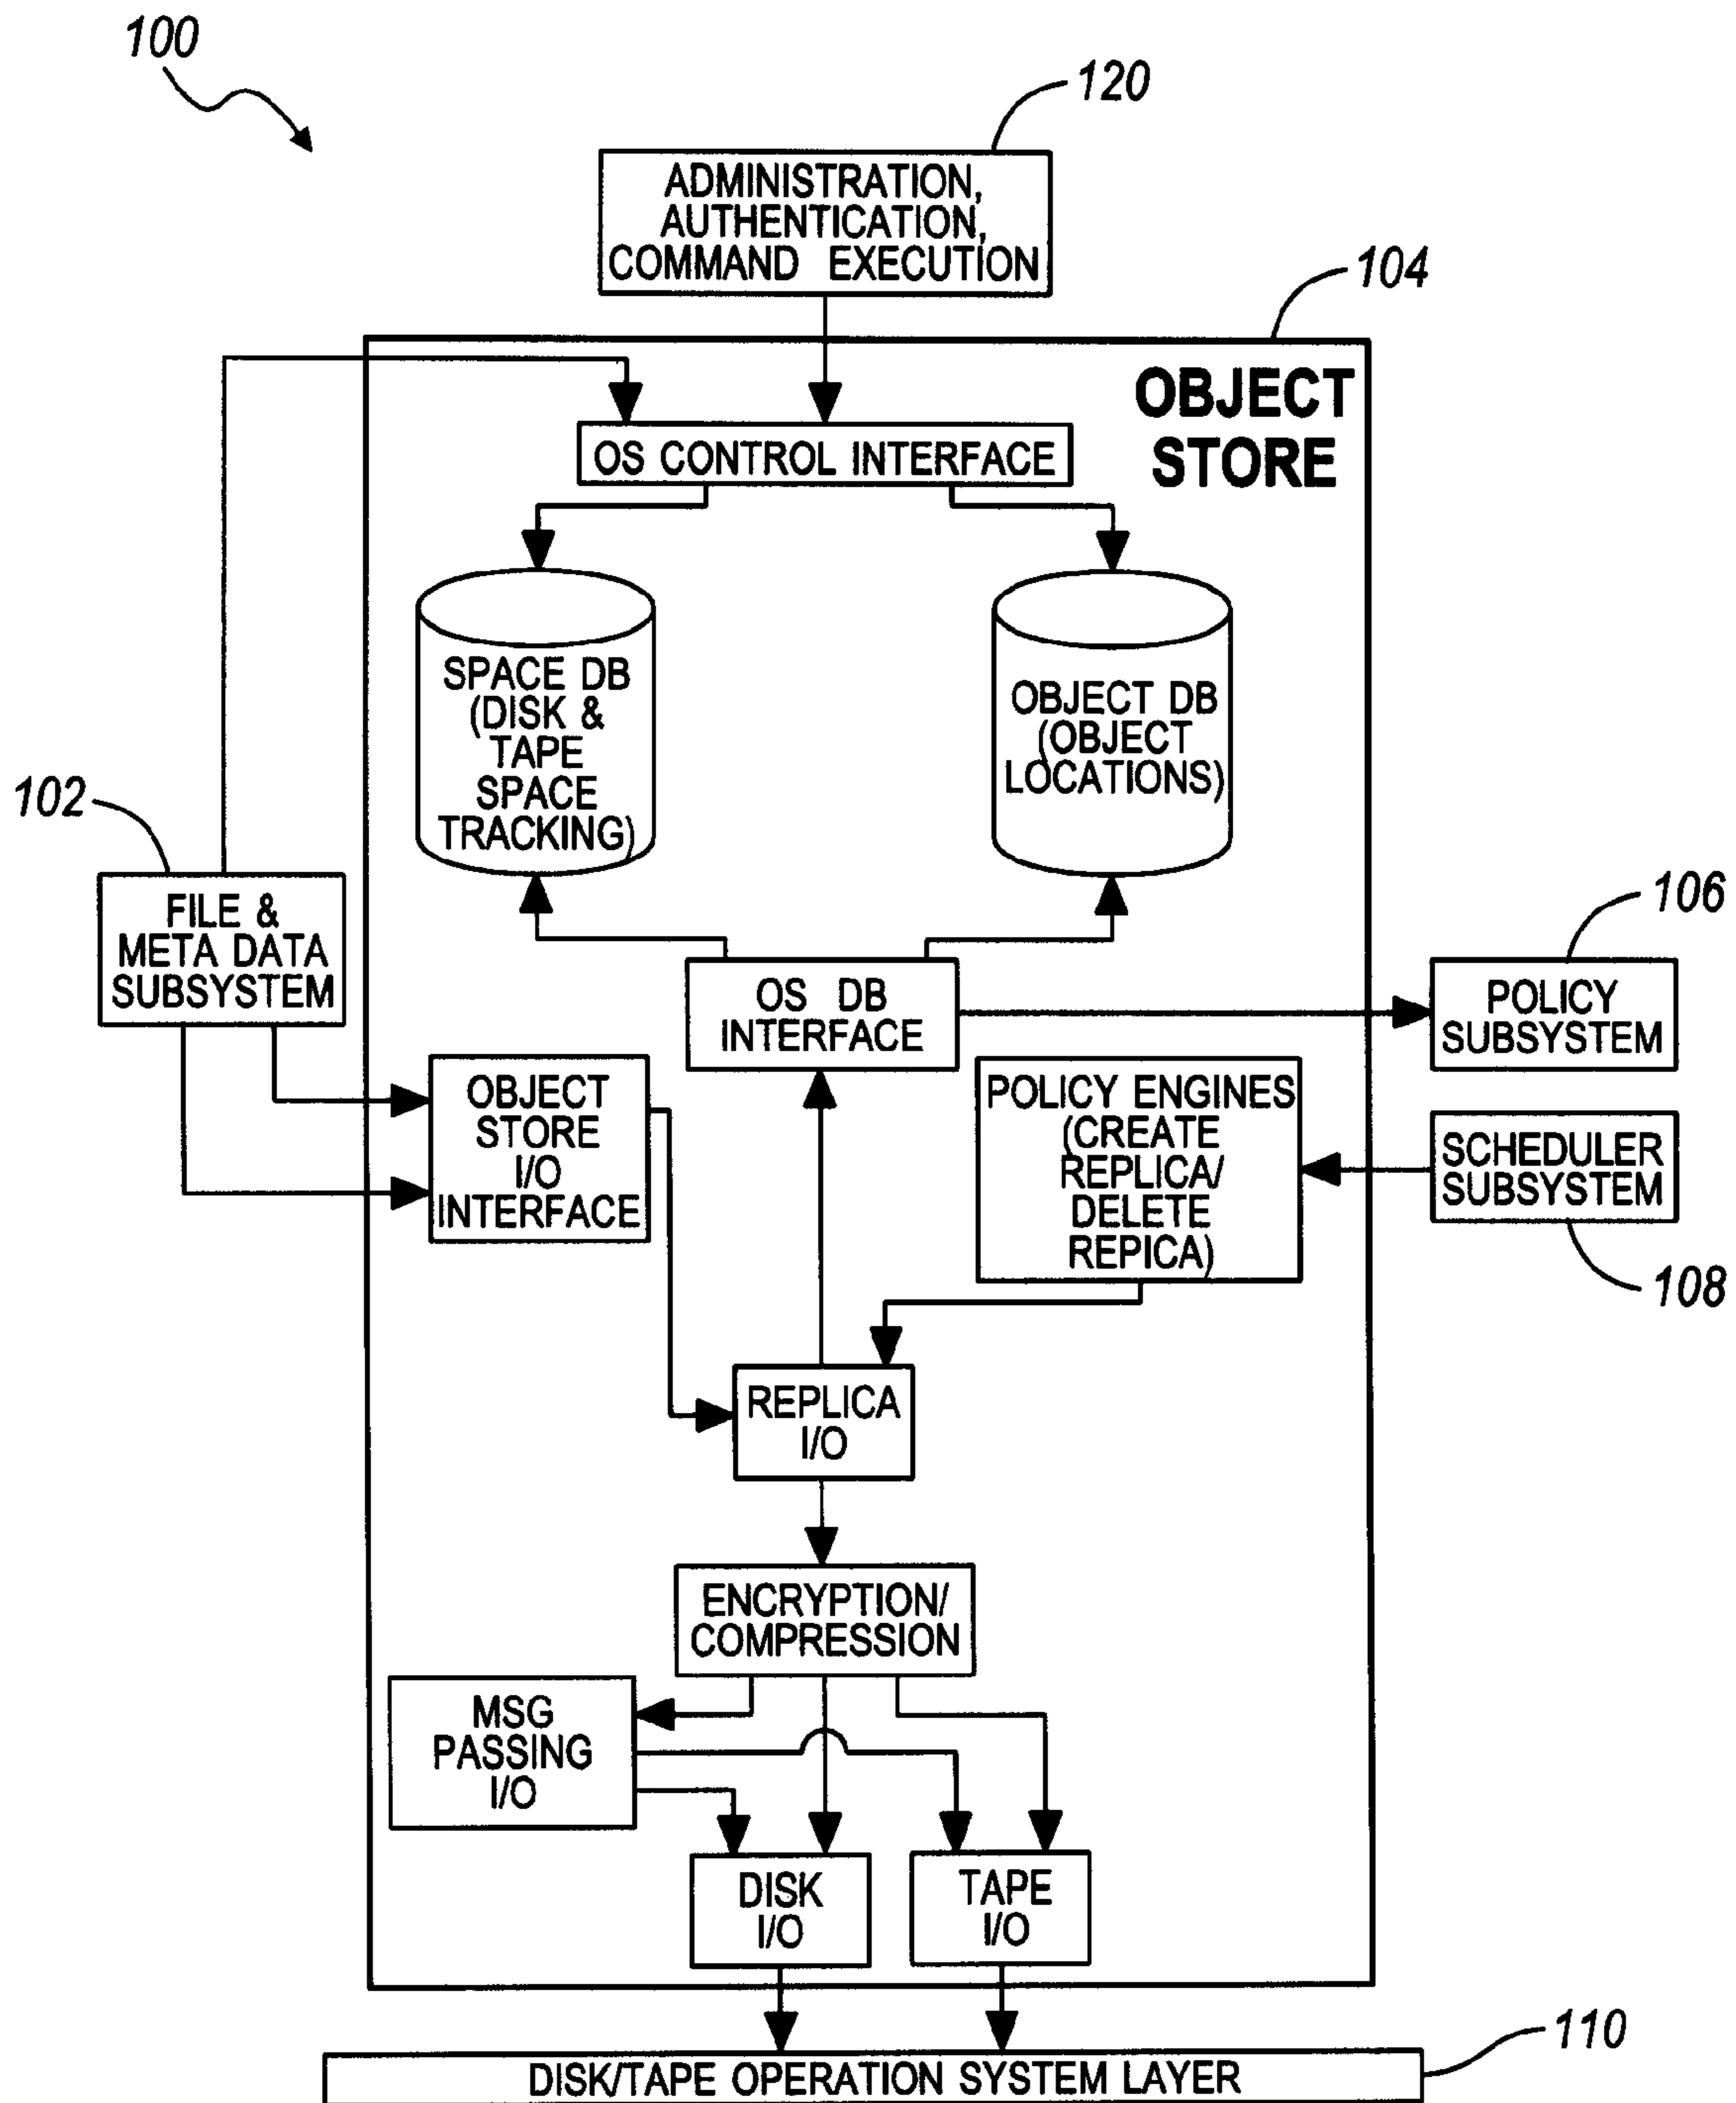 100
120
ADMINISTRATION,
AUTHENTICATION,
COMMAND EXECUTION
104
OBJECT
STORE
OS CONTROL INTERFACE
SPACE DB
(DISK &
TAPE
SPACE
TRACKING)
OBJECT DB
(OBJECT
LOCATIONS)
102
FILE &
META DATA
SUBSYSTEM
106
POLICY
SUBSYSTEM
OS DB
INTERFACE
OBJECT
STORE
I/O
INTERFACE
POLICY ENGINES
(CREATE
REPLICA/
DELETE
REPICA)
SCHEDULER
SUBSYSTEM
108
REPLICA
I/O
ENCRYPTION/
COMPRESSION
MSG
PASSING
I/O
DISK
I/O
TAPE
I/O
110
DISK/TAPE OPERATION SYSTEM LAYER